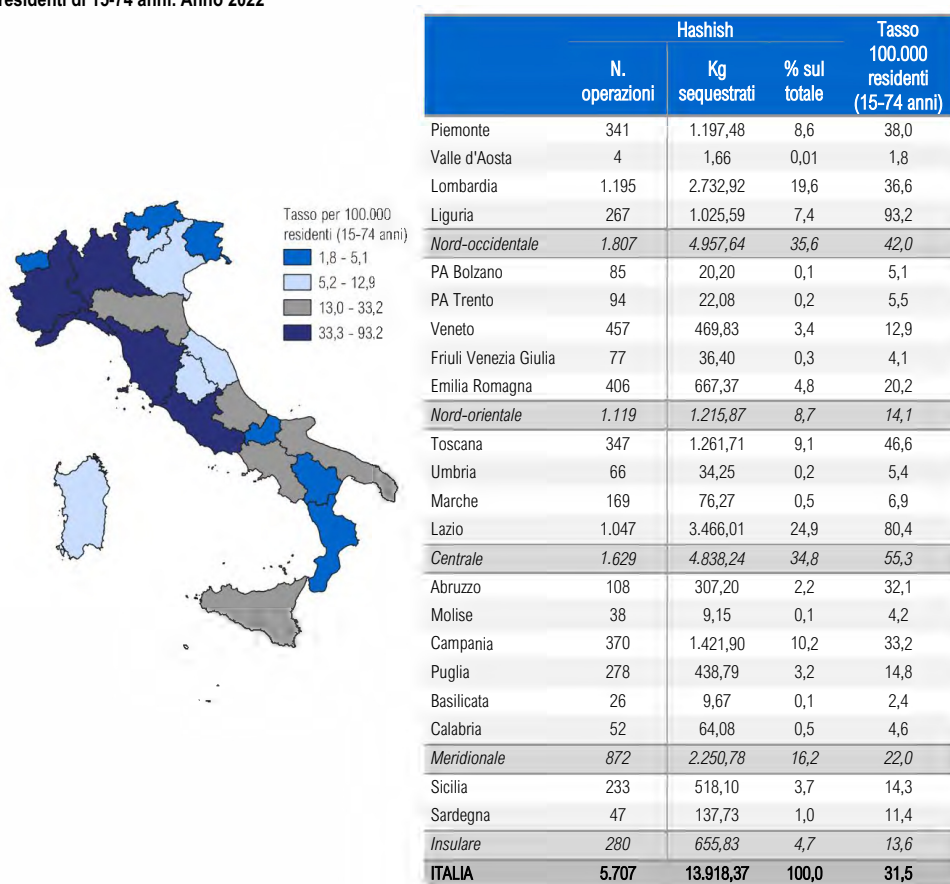 residenti di 15-74 anni. Anno 2022
Tasso per 100.000
residenti (15-74 anni)
1,8 - 5,1
5,2 - 12,9
13,0 - 33,2
33,3 - 93,2
Hashish Tasso 100.000 residenti (15-74 anni)
N. operazioni Kg sequestrati % sul totale
Piemonte 341 1.197,48 8,6 38,0
Valle d'Aosta 4 1,66 0,01 1,8
Lombardia 1.195 2.732,92 19,6 36,6
Liguria 267 1.025,59 7,4 93,2
Nord-occidentale 1.807 4.957,64 35,6 42,0
PA Bolzano 85 20,20 0,1 5,1
PA Trento 94 22,08 0,2 5,5
Veneto 457 469,83 3,4 12,9
Friuli Venezia Giulia 77 36,40 0,3 4,1
Emilia Romagna 406 667,37 4,8 20,2
Nord-orientale 1.119 1.215,87 8,7 14,1
Toscana 347 1.261,71 9,1 46,6
Umbria 66 34,25 0,2 5,4
Marche 169 76,27 0,5 6,9
Lazio 1.047 3.466,01 24,9 80,4
Centrale 1.629 4.838,24 34,8 55,3
Abruzzo 108 307,20 2,2 32,1
Molise 38 9,15 0,1 4,2
Campania 370 1.421,90 10,2 33,2
Puglia 278 438,79 3,2 14,8
Basilicata 26 9,67 0,1 2,4
Calabria 52 64,08 0,5 4,6
Meridionale 872 2.250,78 16,2 22,0
Sicilia 233 518,10 3,7 14,3
Sardegna 47 137,73 1,0 11,4
Insulare 280 655,83 4,7 13,6
ITALIA 5.707 13.918,37 100,0 31,5